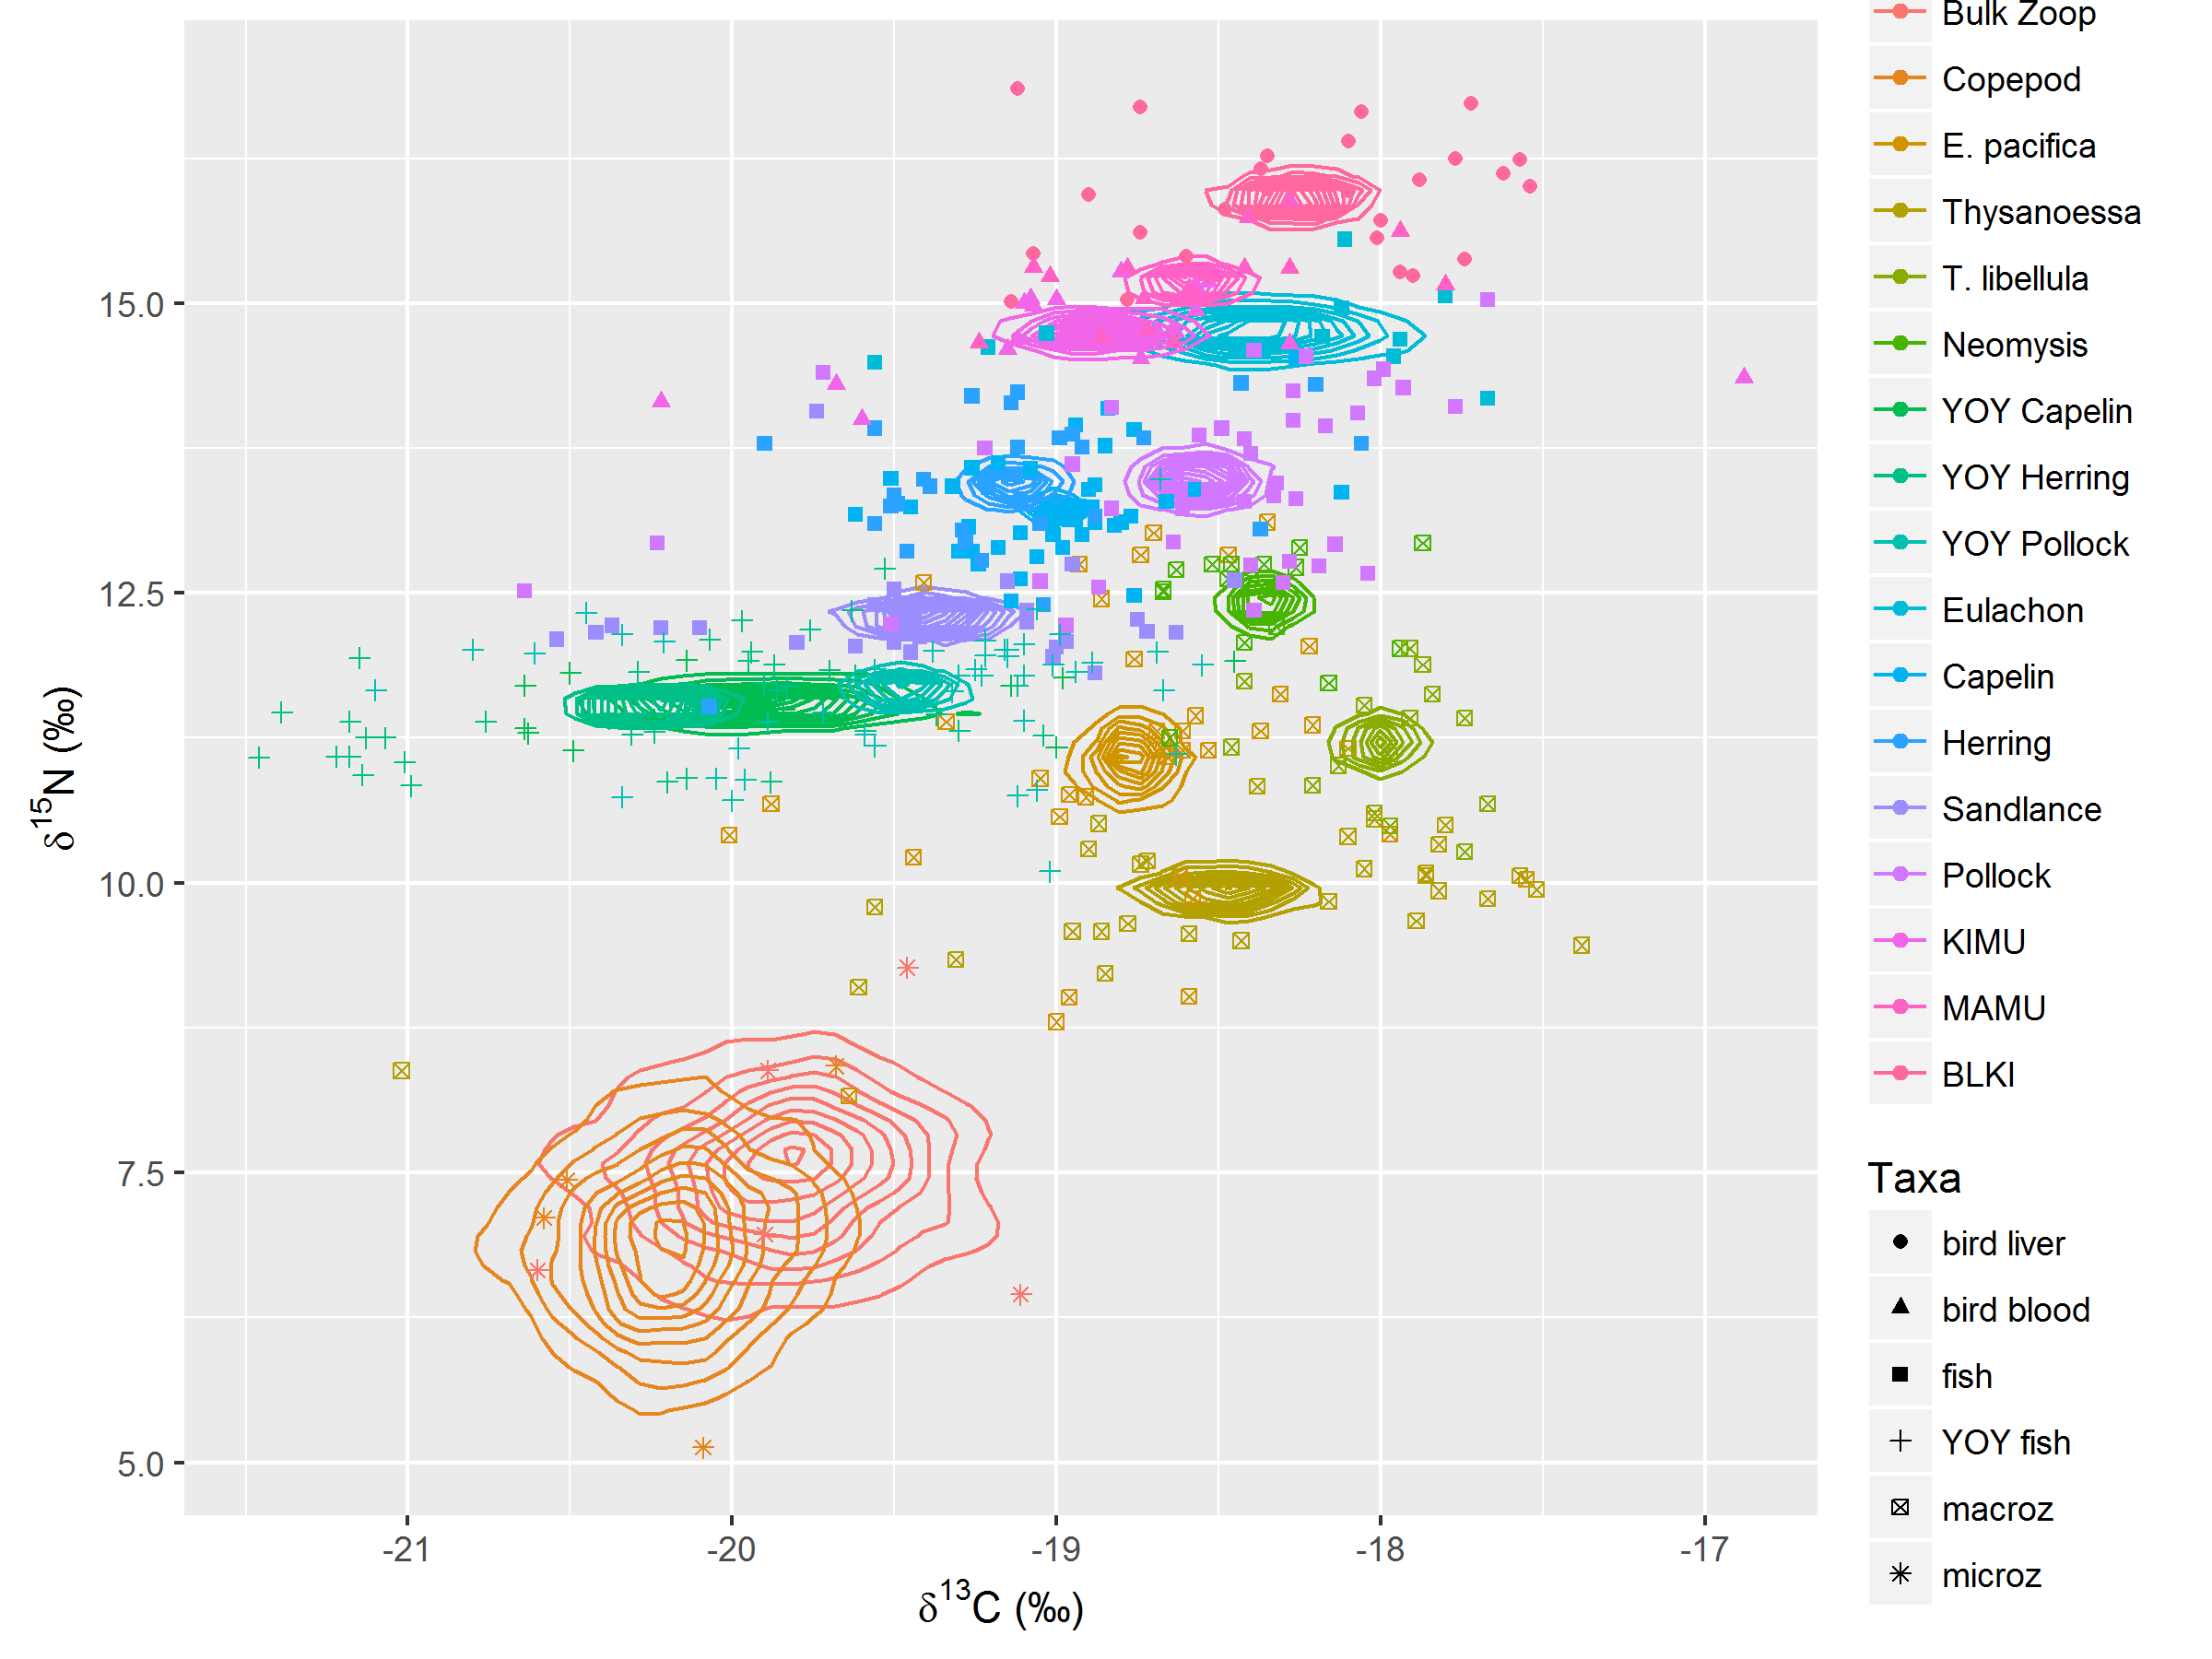 Bulk Zoop
Copepod
E. pacifica
Thysanoessa
T. libellula
Neomysis
YOY Capelin
YOY Herring
YOY Pollock
Eulachon
Capelin
Herring
Sandlance
Pollock
KIMU
MAMU
BLKI
Taxa
bird liver
bird blood
fish
YOY fish
macroz
microz
15.0
12.5
10.0
7.5
5.0
δ15N (‰)
-21 -20 -19 -18 -17
δ13C (‰)